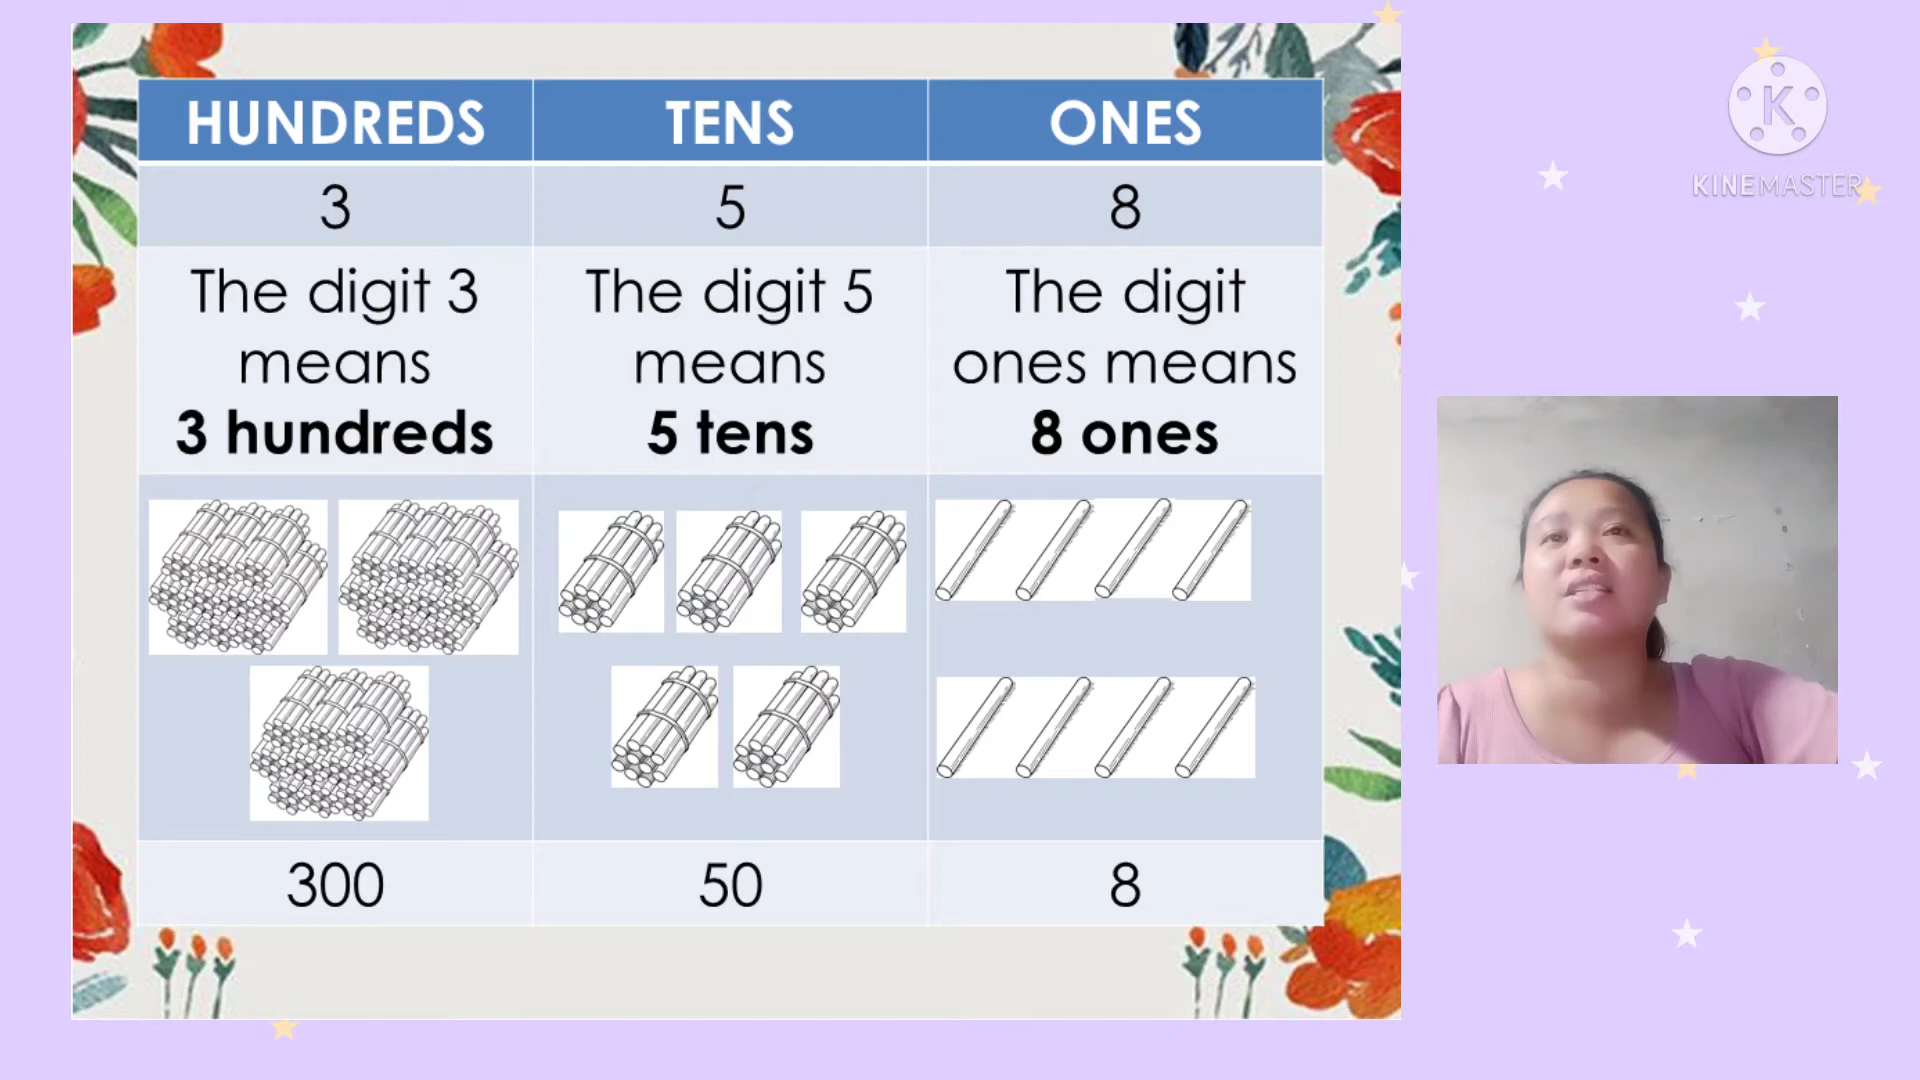 HUNDREDS TENS ONES
3 5 8
The digit 3 means 3 hundreds
The digit 5 means 5 tens
The digit ones means 8 ones
300 50 8
K
KINEMASTER